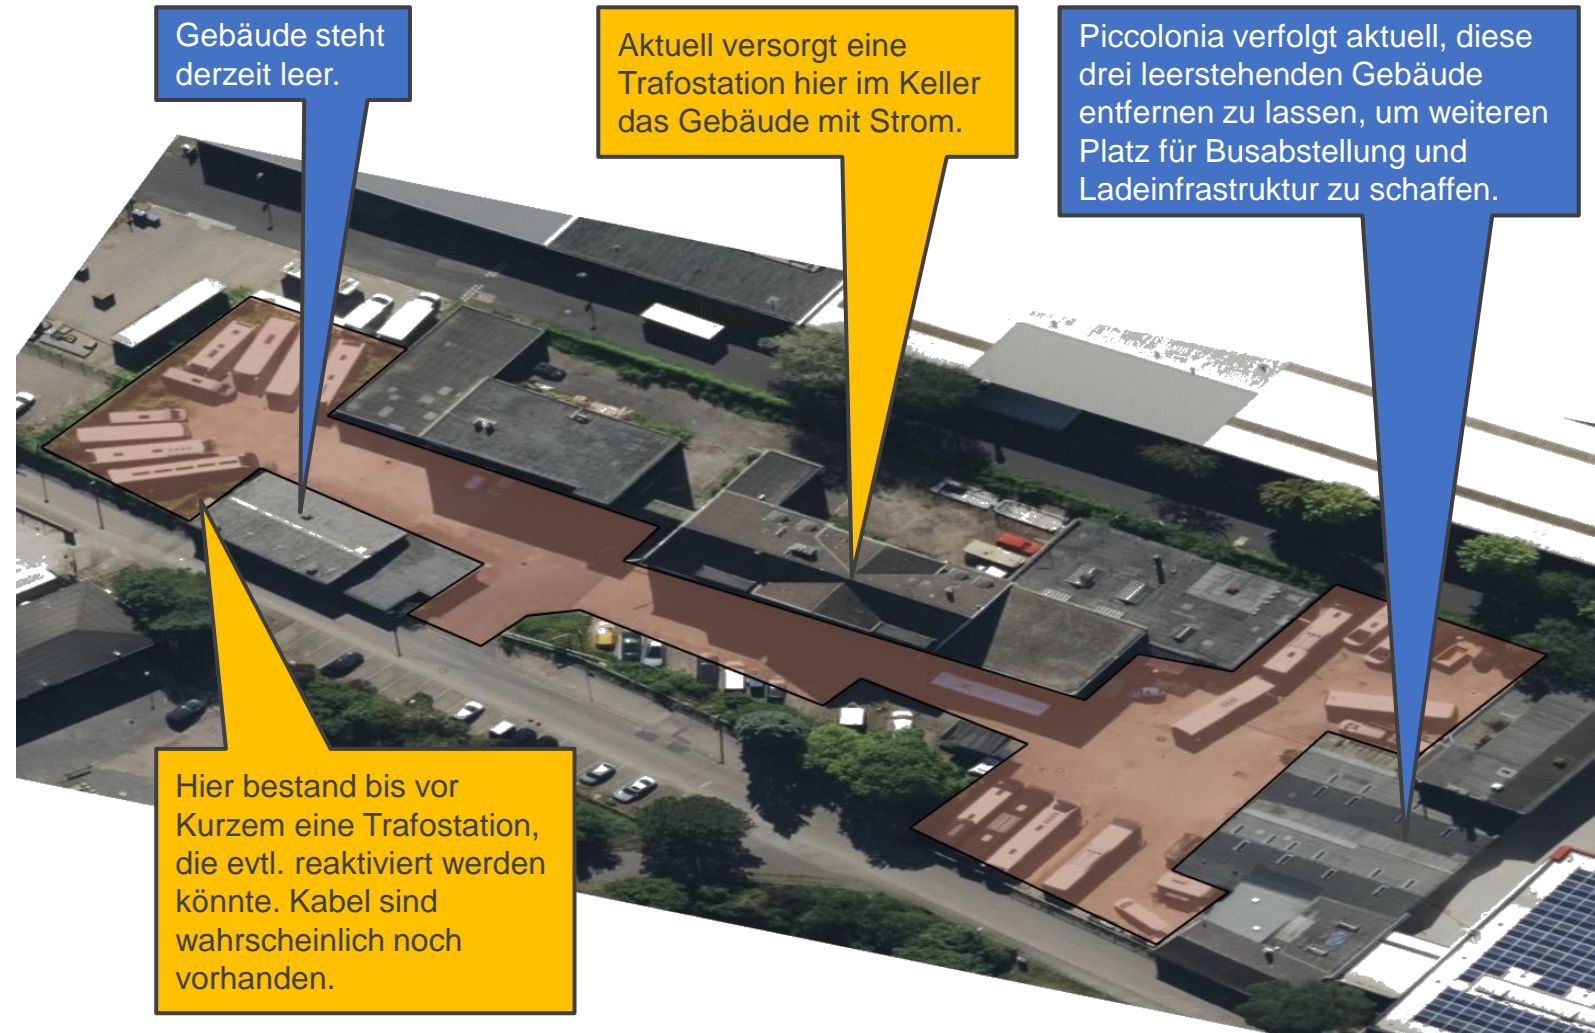 Gebäude steht
derzeit leer.
Aktuell versorgt eine
Trafostation hier im Keller
das Gebäude mit Strom.
Piccolonia verfolgt aktuell, diese
drei leerstehenden Gebäude
entfernen zu lassen, um weiteren
Platz für Busabstellung und
Ladeinfrastruktur zu schaffen.
Hier bestand bis vor
Kurzem eine Trafostation,
die evtl. reaktiviert werden
könnte. Kabel sind
wahrscheinlich noch
vorhanden.